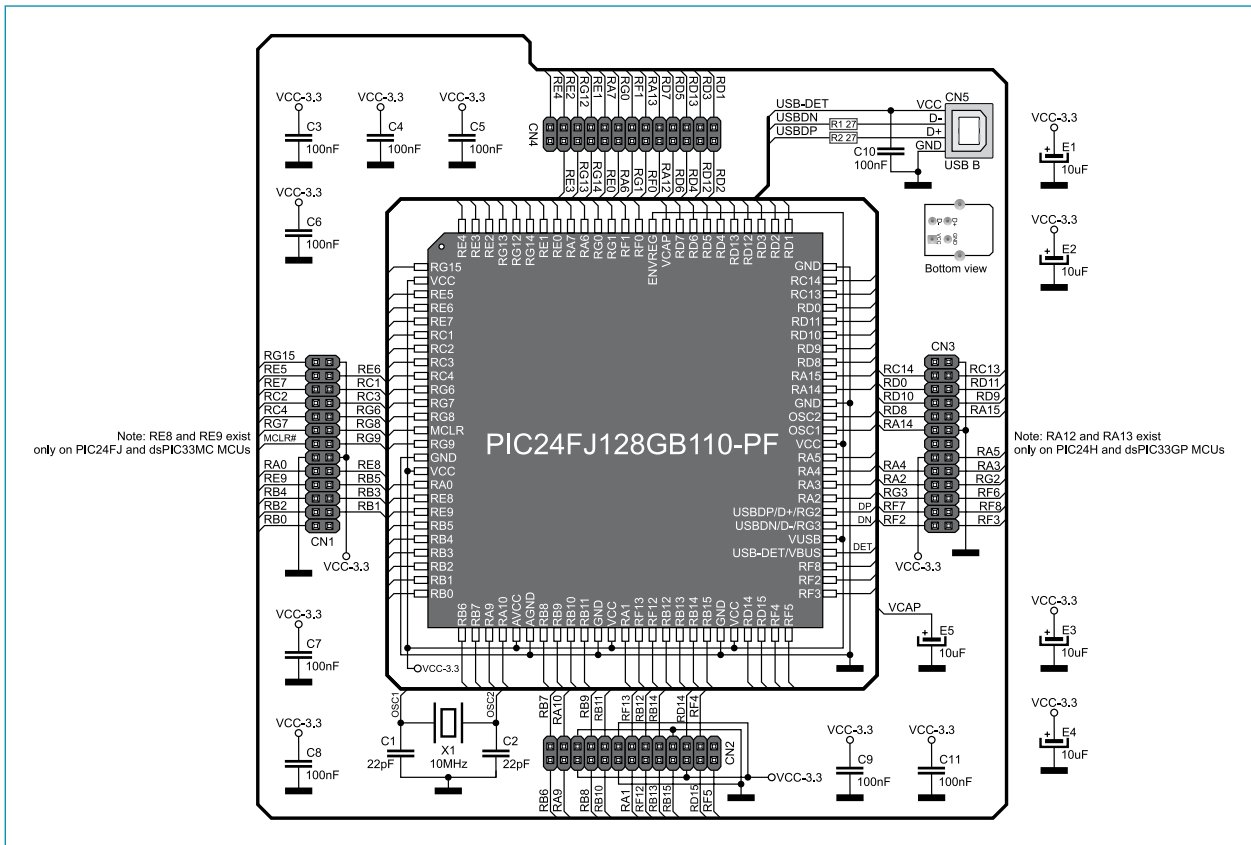 RE4
RE2
RG12
RE1
RA7
RG0
RF1
RA13
RD7
RD5
RD13
RD3
RD1
CN4
RE3
RG13
RG14
RE0
RA6
RG1
RF0
RA12
RD6
RD4
RD12
RD2
VCC-3.3
C3
100nF
VCC-3.3
C4
100nF
VCC-3.3
C5
100nF
VCC-3.3
C6
100nF
USB-DET
USBDN
USBDP
R1 27
R2 27
C10
100nF
CN5
VCC
D-
D+
GND
USB B
D-
D+
VCC
GND
Bottom view
VCC-3.3
E1
10uF
VCC-3.3
E2
10uF
RE4
RE3
RE2
RG13
RG12
RG14
RE1
RE0
RA7
RA6
RG0
RG1
RF1
RF0
ENVREG
VCAP
RD7
RD6
RD5
RD4
RD13
RD12
RD3
RD2
RD1
RG15
VCC
RE5
RE6
RE7
RC1
RC2
RC3
RC4
RG6
RG7
RG8
MCLR
RG9
GND
VCC
RA0
RE8
RE9
RB5
RB4
RB3
RB2
RB1
RB0
PIC24FJ128GB110-PF
GND
RC14
RC13
RD0
RD11
RD10
RD9
RD8
RA15
RA14
GND
OSC2
OSC1
VCC
RA5
RA4
RA3
RA2
USBDP/D+/RG2
USBDN/D-/RG3
VUSB
USB-DET/VBUS
RF8
RF2
RF3
DP
DN
DET
RB6
RB7
RA9
RA10
AVCC
AGND
RB8
RB9
RB10
RB11
GND
VCC
RA1
RF13
RF12
RB12
RB13
RB14
RB15
GND
VCC
RD14
RD15
RF4
RF5
RG15
RE5
RE7
RC2
RC4
RG7
MCLR#
RA0
RE9
RB4
RB2
RB0
RE6
RC1
RC3
RG6
RG8
RG9
RE8
RB5
RB3
RB1
CN1
VCC-3.3
Note: RE8 and RE9 exist
only on PIC24FJ and dsPIC33MC MCUs
CN3
RC14
RD0
RD10
RD8
RA14
RA4
RA2
RG3
RF7
RF2
RC13
RD11
RD9
RA15
RA5
RA3
RG2
RF6
RF8
RF3
VCC-3.3
Note: RA12 and RA13 exist
only on PIC24H and dsPIC33GP MCUs
VCC-3.3
C7
100nF
VCC-3.3
C8
100nF
VCC-3.3
OSC1
OSC2
C1
22pF
X1
10MHz
C2
22pF
RB7
RA10
RB9
RB11
RF13
RB12
RB14
RD14
RF4
CN2
VCC-3.3
RB6
RA9
RB8
RB10
RA1
RF12
RB13
RB15
RD15
RF5
VCAP
E5
10uF
VCC-3.3
C9
100nF
VCC-3.3
C11
100nF
VCC-3.3
E3
10uF
VCC-3.3
E4
10uF